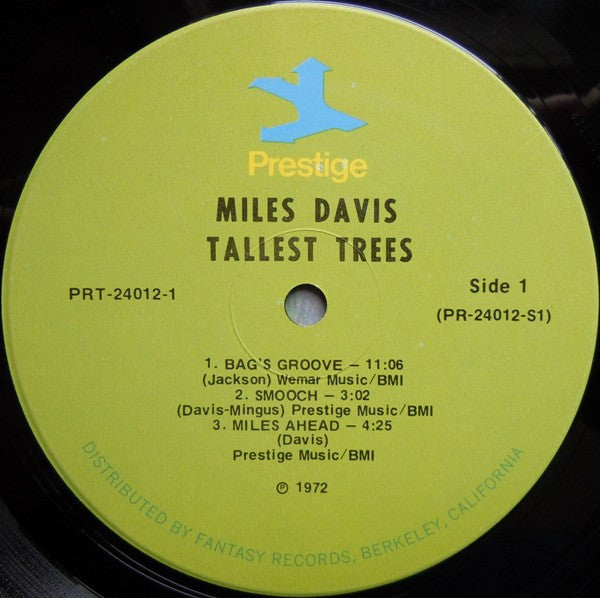 Prestige
MILES DAVIS
TALLEST TREES
PRT-24012-1
Side 1
(PR-24012-S1)
1. BAG'S GROOVE – 11:06
(Jackson) Wemar Music/BMI
2. SMOOCH – 3:02
(Davis-Mingus) Prestige Music/BMI
3. MILES AHEAD – 4:25
(Davis)
Prestige Music/BMI
℗ 1972
DISTRIBUTED BY FANTASY RECORDS, BERKELEY, CALIFORNIA